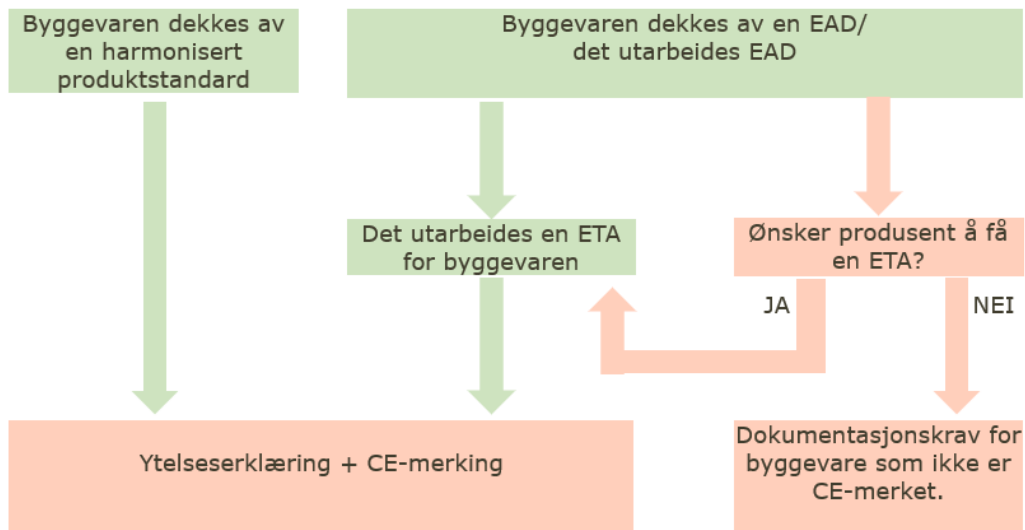 Byggevaren dekkes av
en harmonisert
produktstandard
Byggevaren dekkes av en EAD/
det utarbeides EAD
Det utarbeides en ETA
for byggevaren
Ønsker produsent å få
en ETA?
JA
NEI
Ytelseserklæring + CE-merking
Dokumentasjonskrav for
byggevare som ikke er
CE-merket.